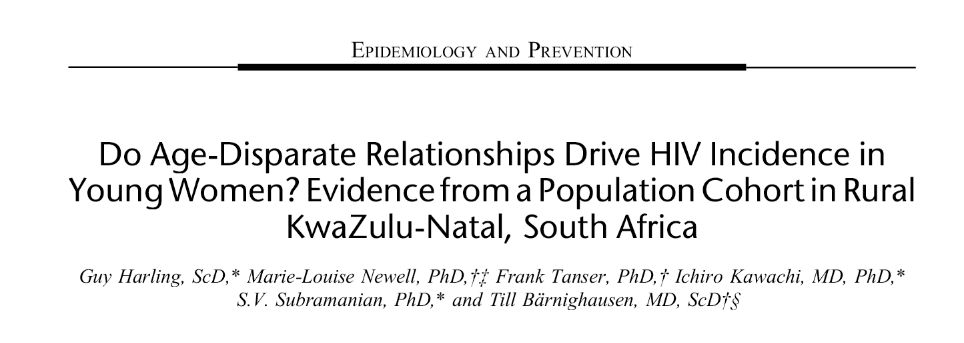 EPIDEMIOLOGY AND PREVENTION
Do Age-Disparate Relationships Drive HIV Incidence in
Young Women? Evidence from a Population Cohort in Rural
KwaZulu-Natal, South Africa
Guy Harling, ScD,* Marie-Louise Newell, PhD,†‡ Frank Tanser, PhD,† Ichiro Kawachi, MD, PhD,*
S.V. Subramanian, PhD,* and Till Bärnighausen, MD, ScD†§